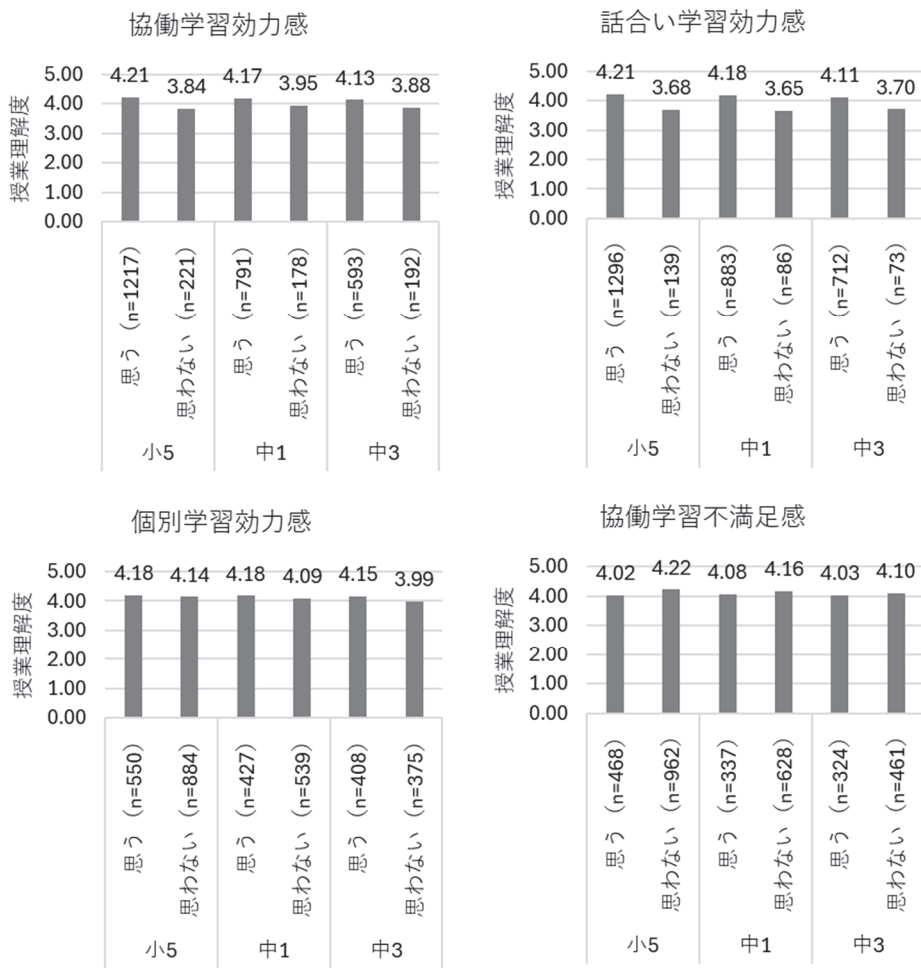 協働学習効力感
授業理解度
5.00
4.00
3.00
2.00
1.00
0.00
4.21
3.84
4.17
3.95
4.13
3.88
思う（n=1217）
思わない（n=221）
思う（n=791）
思わない（n=178）
思う（n=593）
思わない（n=192）
小5
中1
中3
話合い学習効力感
授業理解度
5.00
4.00
3.00
2.00
1.00
0.00
4.21
3.68
4.18
3.65
4.11
3.70
思う（n=1296）
思わない（n=139）
思う（n=883）
思わない（n=86）
思う（n=712）
思わない（n=73）
小5
中1
中3
個別学習効力感
授業理解度
5.00
4.00
3.00
2.00
1.00
0.00
4.18
4.14
4.18
4.09
4.15
3.99
思う（n=550）
思わない（n=884）
思う（n=427）
思わない（n=539）
思う（n=408）
思わない（n=375）
小5
中1
中3
協働学習不満足感
授業理解度
5.00
4.00
3.00
2.00
1.00
0.00
4.02
4.22
4.08
4.16
4.03
4.10
思う（n=468）
思わない（n=962）
思う（n=337）
思わない（n=628）
思う（n=324）
思わない（n=461）
小5
中1
中3